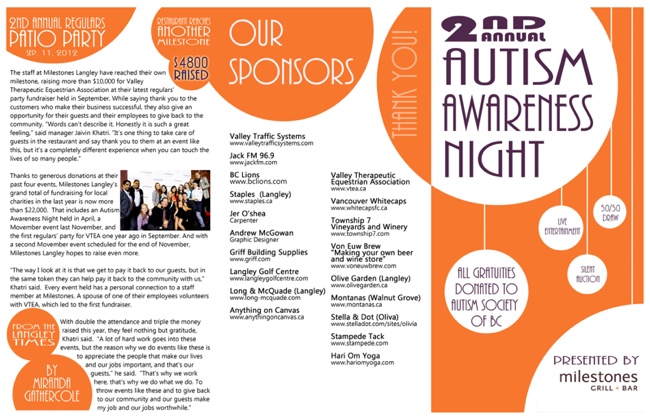 2ND ANNUAL REGULARS
PATIO PARTY
SEP. 11, 2012
RESTAURANT REACHES
ANOTHER
MILESTONE
$4800
RAISED
The staff at Milestones Langley have reached their own
milestone, raising more than $10,000 for Valley
Therapeutic Equestrian Association at their latest regulars'
party fundraiser held in September. While saying thank you to the
customers who make their business successful, they also give an
opportunity for their guests and their employees to give back to the
community. "Words can't describe it. Honestly it is such a great
feeling," said manager Jaiyin Khatri. "It's one thing to take care of
guests in the restaurant and say thank you to them at an event like
this, but it's a completely different experience when you can touch the
lives of so many people."
Thanks to generous donations at their
past four events, Milestones Langley's
grand total of fundraising for local
charities in the last year is now more
than $22,000. That includes an Autism
Awareness Night held in April, a
Movember event last November, and
the first regulars' party for VTEA one year ago in September. And with
a second Movember event scheduled for the end of November,
Milestones Langley hopes to raise even more.
"The way I look at it is that we get to pay it back to our guests, but in
the same token they can help pay it back to the community with us,"
Khatri said. Every event held has a personal connection to a staff
member at Milestones. A spouse of one of their employees volunteers
with VTEA, which led to the first fundraiser.
With double the attendance and triple the money
raised this year, they feel nothing but gratitude,
Khatri said. "A lot of hard work goes into these
events, but the reason why we do events like these is
to appreciate the people that make our lives
and our jobs important, and that's our
guests," he said. "That's why we work
here, that's why we do what we do. To
throw events like these and to give back
to our community and our guests make
my job and our jobs worthwhile."
FROM THE
LANGLEY
TIMES
BY
MIRANDA
GATHERCOLE
OUR
SPONSORS
Valley Traffic Systems
www.valleytrafficsystems.com
Jack FM 96.9
www.jackfm.com
BC Lions
www.bclions.com
Staples (Langley)
www.staples.ca
Jer O'shea
Carpenter
Andrew McGowan
Graphic Designer
Griff Building Supplies
www.griff.com
Langley Golf Centre
www.langleygolfcentre.com
Long & McQuade (Langley)
www.long-mcquade.com
Anything on Canvas
www.anythingoncanvas.ca
Valley Therapeutic
Equestrian Association
www.vtea.ca
Vancouver Whitecaps
www.whitecapsfc.ca
Township 7
Vineyards and Winery
www.township7.com
Von Euw Brew
"Making your own beer
and wine store"
www.voneuwbrew.com
Olive Garden (Langley)
www.olivegarden.ca
Montanas (Walnut Grove)
www.montanas.ca
Stella & Dot (Oliva)
www.stelladot.com/sites/olivia
Stampede Tack
www.stampede.com
Hari Om Yoga
www.hariomyoga.com
THANK YOU!
2ND
ANNUAL
AUTISM
AWARENESS
NIGHT
ALL GRATUITIES
DONATED TO
AUTISM SOCIETY
OF BC
LIVE
ENTERTAINMENT
SILENT
AUCTION
50/50
DRAW
PRESENTED BY
milestones
GRILL + BAR